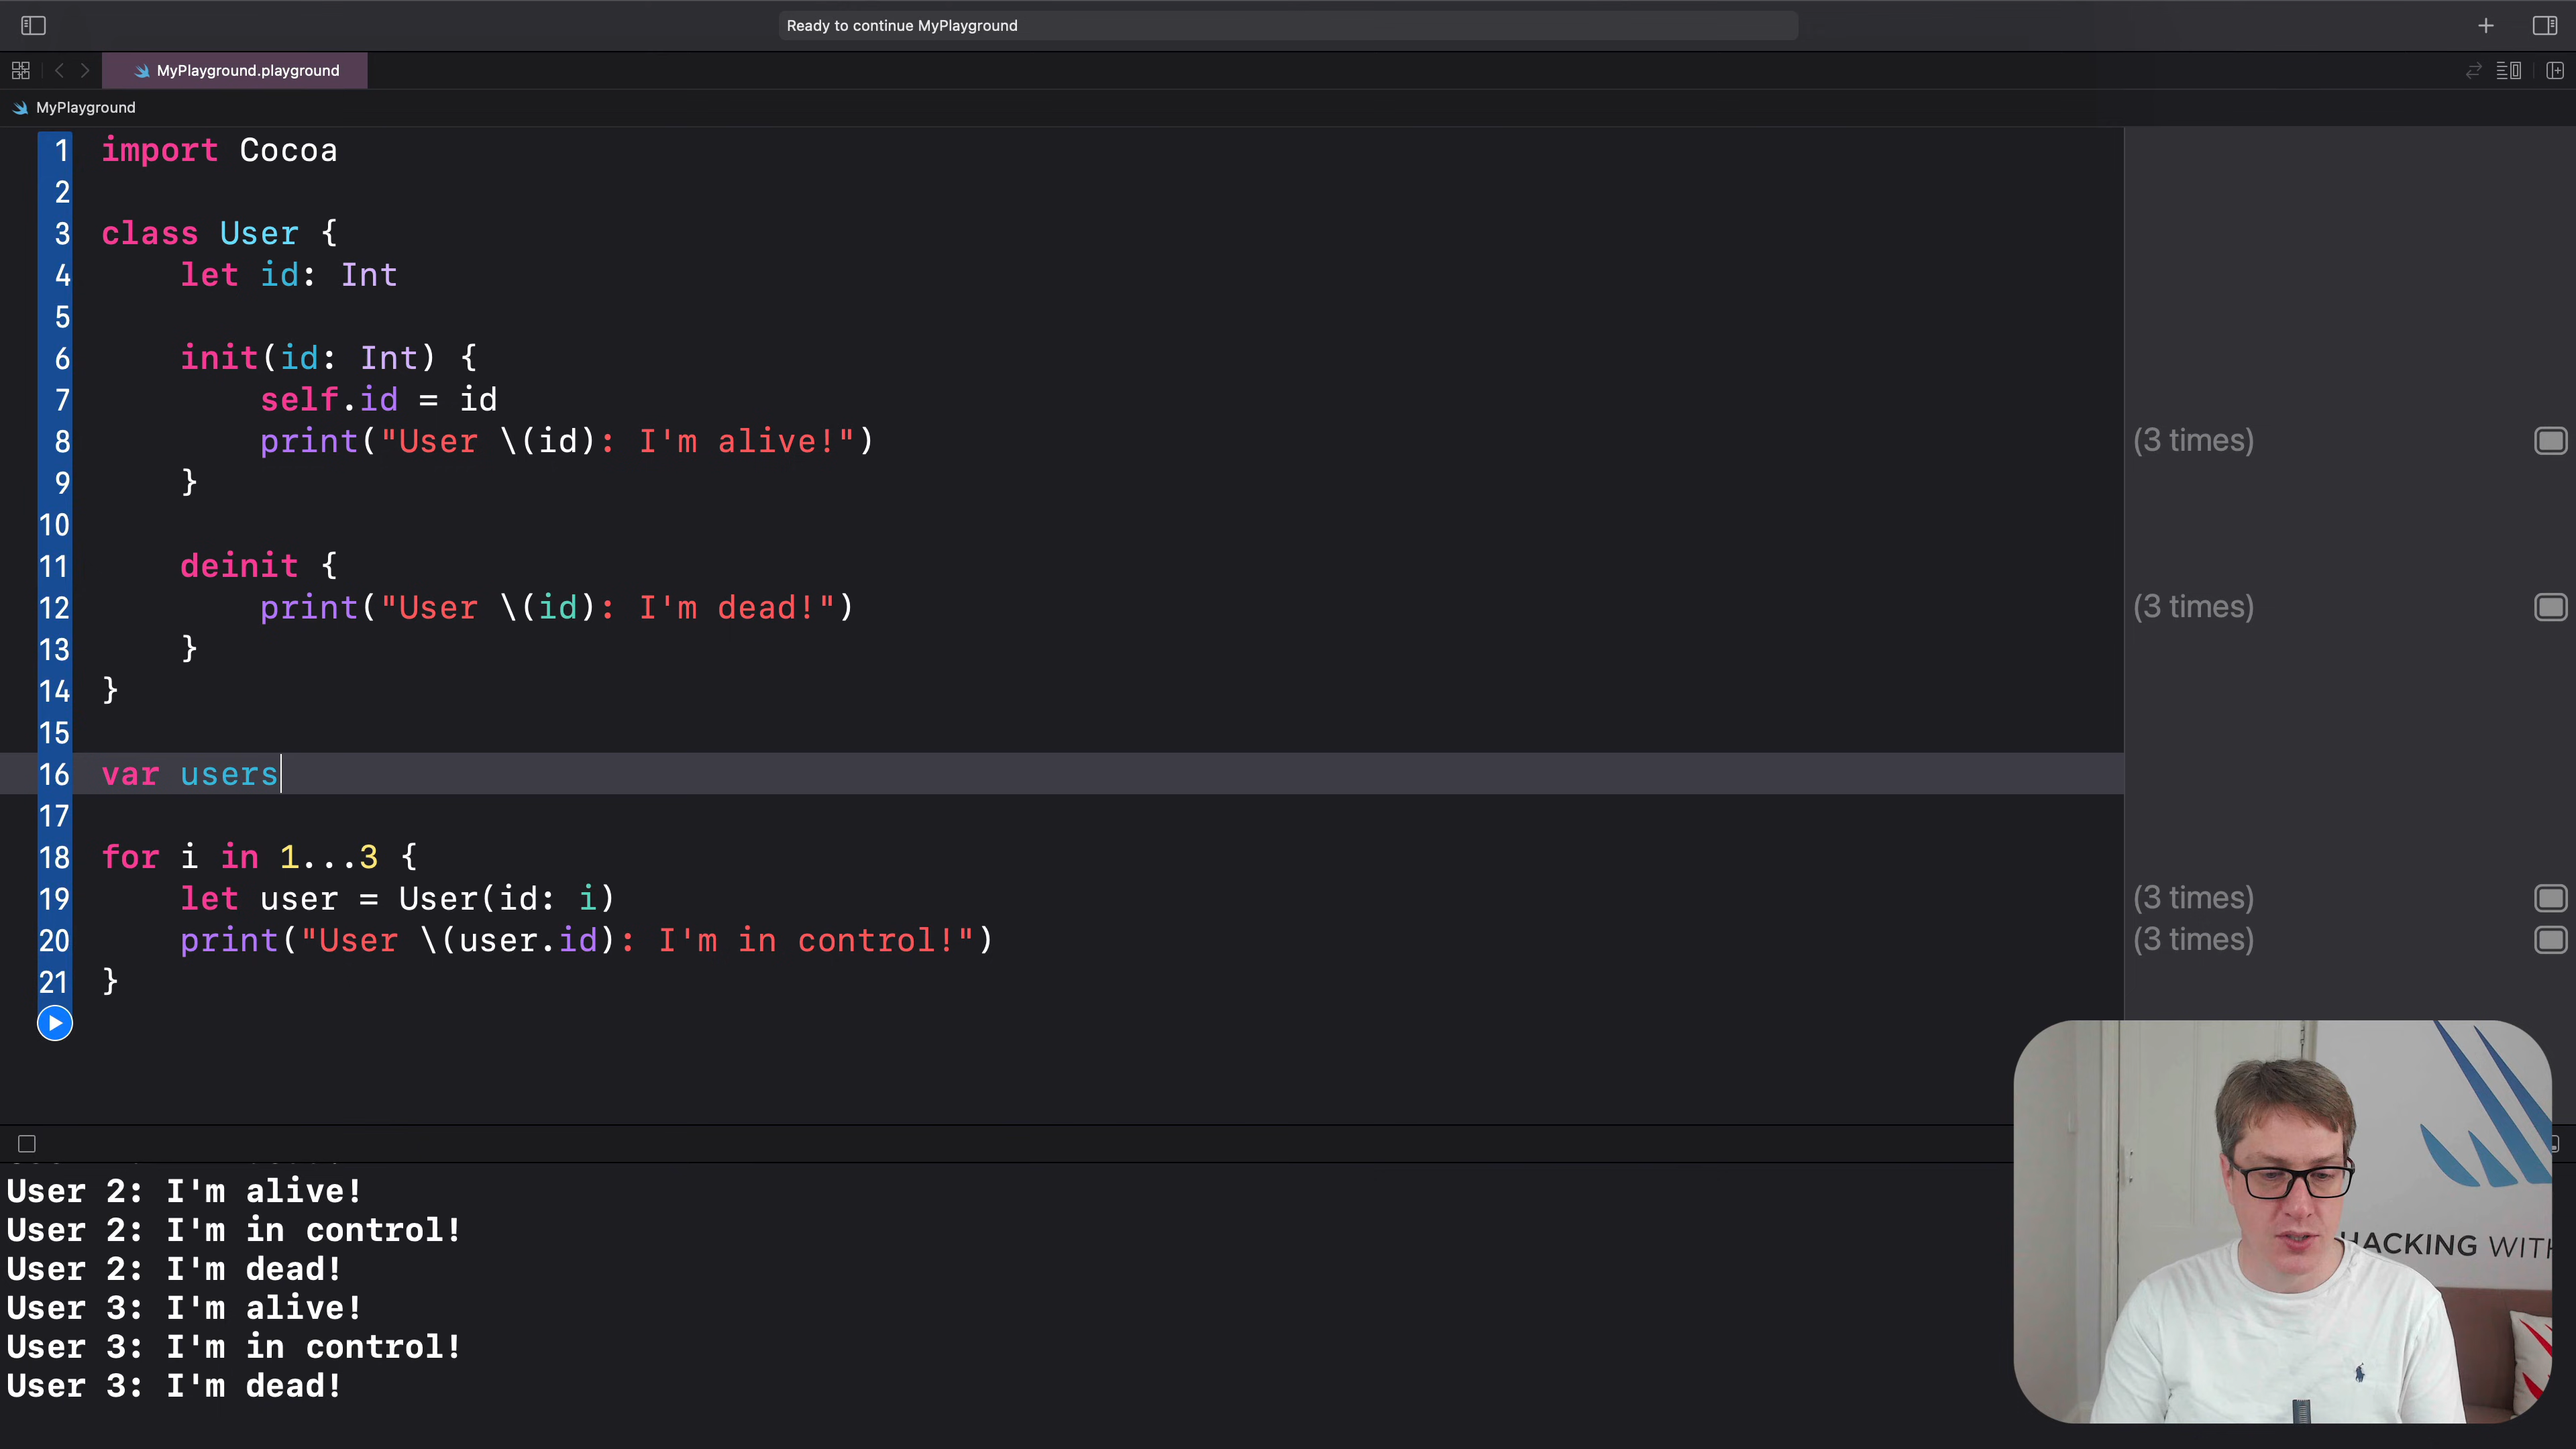 Ready to continue MyPlayground
MyPlayground.playground
MyPlayground
1 import Cocoa
2
3 class User {
4 let id: Int
5
6 init(id: Int) {
7 self.id = id
8 print("User \(id): I'm alive!") (3 times)
9 }
10
11 deinit {
12 print("User \(id): I'm dead!") (3 times)
13 }
14 }
15
16 var users
17
18 for i in 1...3 {
19 let user = User(id: i) (3 times)
20 print("User \(user.id): I'm in control!") (3 times)
21 }
User 2: I'm alive!
User 2: I'm in control!
User 2: I'm dead!
User 3: I'm alive!
User 3: I'm in control!
User 3: I'm dead!
HACKING WITH